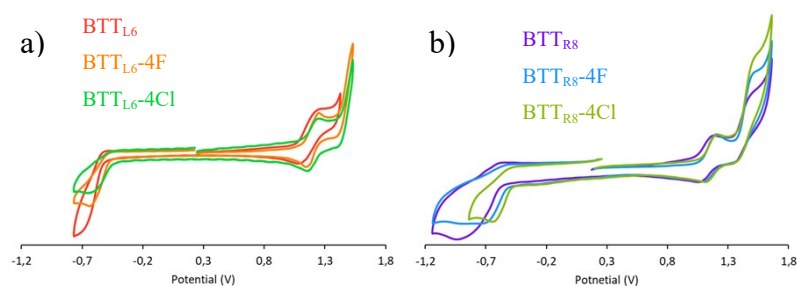 a)
BTTL6
BTTL6-4F
BTTL6-4Cl
-1,2 -0,7 -0,2 0,3 0,8 1,3 1,8
Potential (V)
b)
BTTR8
BTTR8-4F
BTTR8-4Cl
-1,2 -0,7 -0,2 0,3 0,8 1,3 1,8
Potnetial (V)